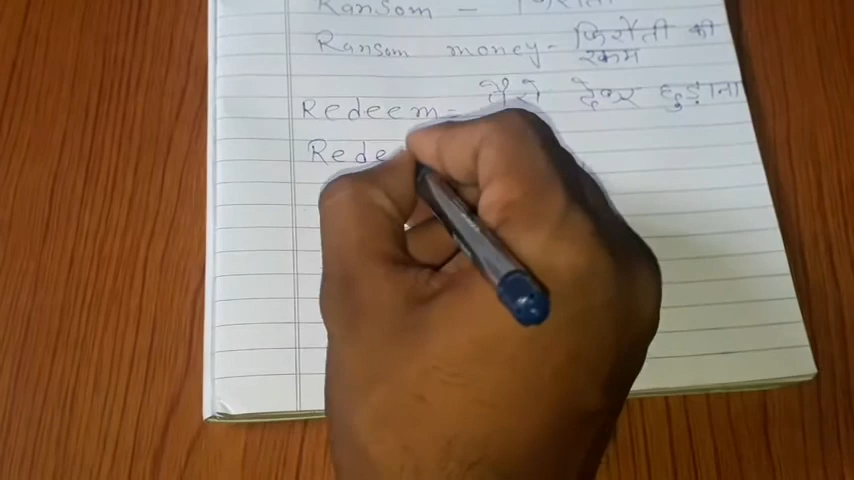 Ransom -
Ransom money - फिरौती की
रकम
Redeem - पैसे देकर छुड़ाना
Rede